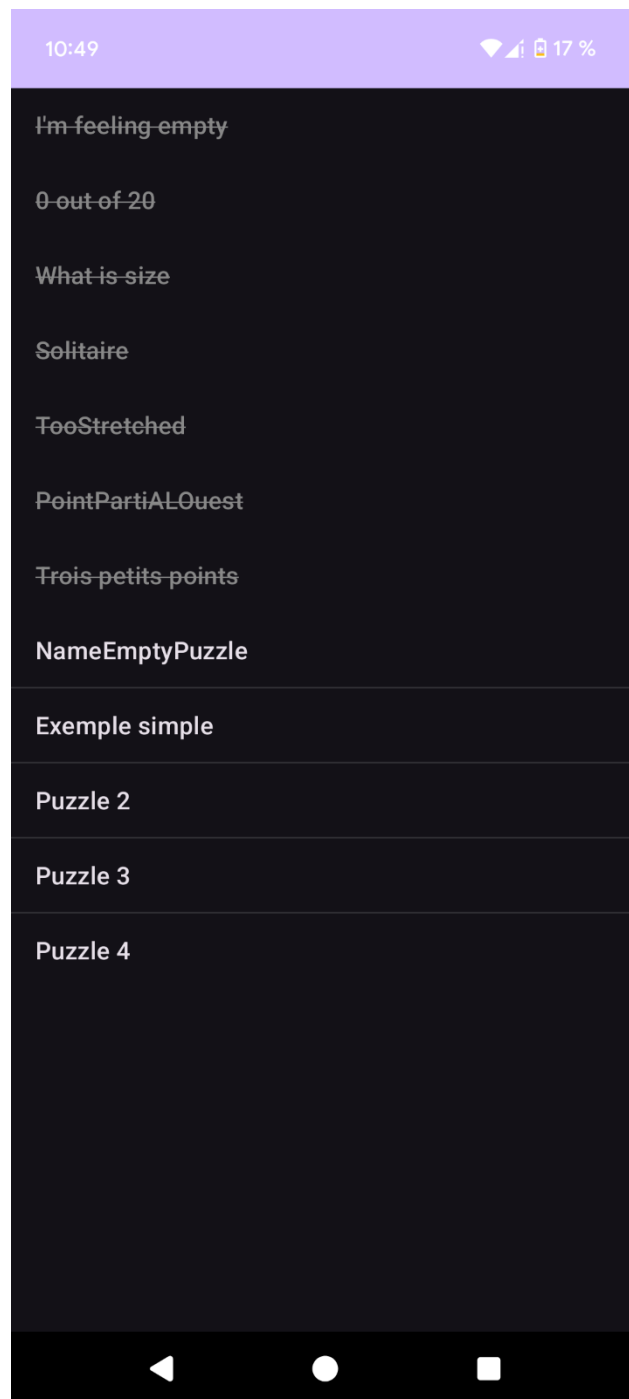 10:49 17 %
I'm feeling empty
0 out of 20
What is size
Solitaire
TooStretched
PointPartiALOuest
Trois petits points
NameEmptyPuzzle
Exemple simple
Puzzle 2
Puzzle 3
Puzzle 4